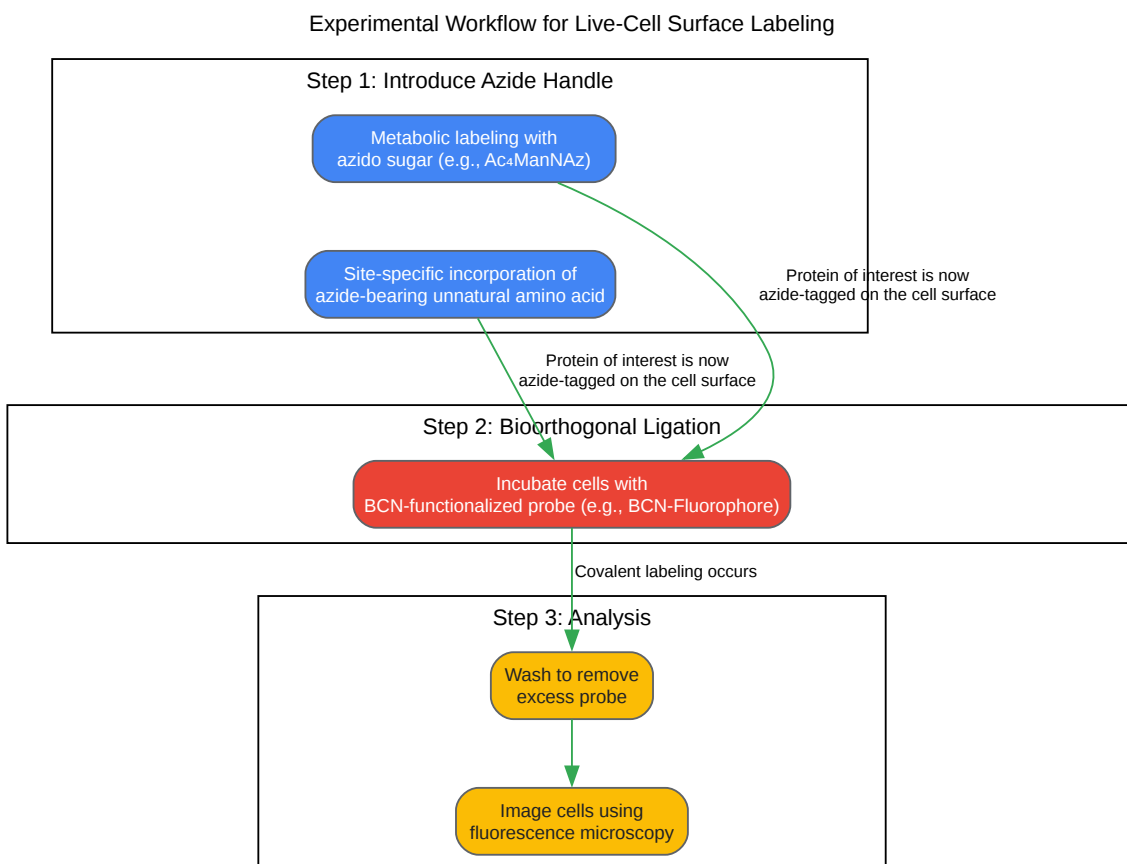 Experimental Workflow for Live-Cell Surface Labeling
Step 1: Introduce Azide Handle
Metabolic labeling with
azido sugar (e.g., Ac₄ManNAz)
Site-specific incorporation of
azide-bearing unnatural amino acid
Protein of interest is now
azide-tagged on the cell surface
Protein of interest is now
azide-tagged on the cell surface
Step 2: Bioorthogonal Ligation
Incubate cells with
BCN-functionalized probe (e.g., BCN-Fluorophore)
Covalent labeling occurs
Step 3: Analysis
Wash to remove
excess probe
Image cells using
fluorescence microscopy